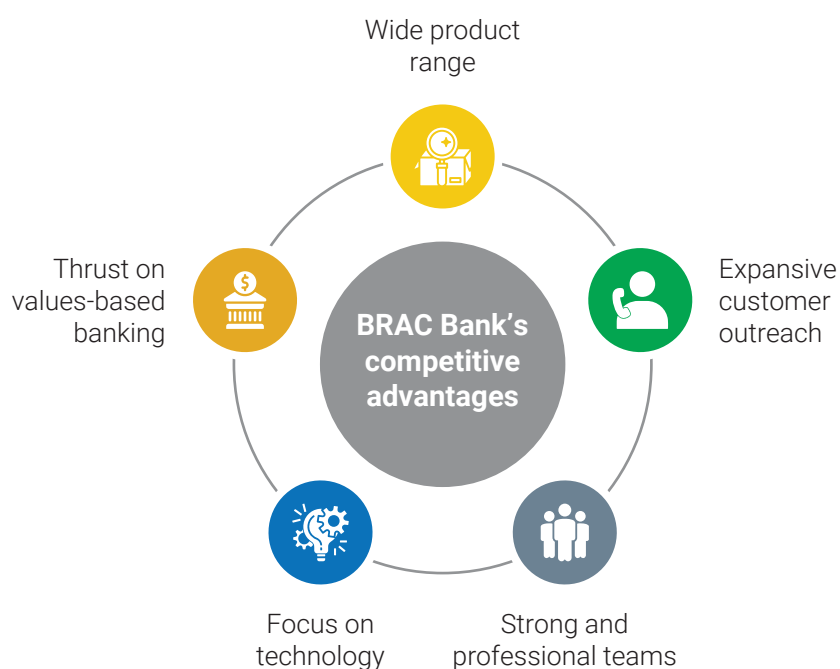 Wide product
range
Thrust on
values-based
banking
Expansive
customer
outreach
BRAC Bank's
competitive
advantages
$
Focus on
technology
Strong and
professional teams